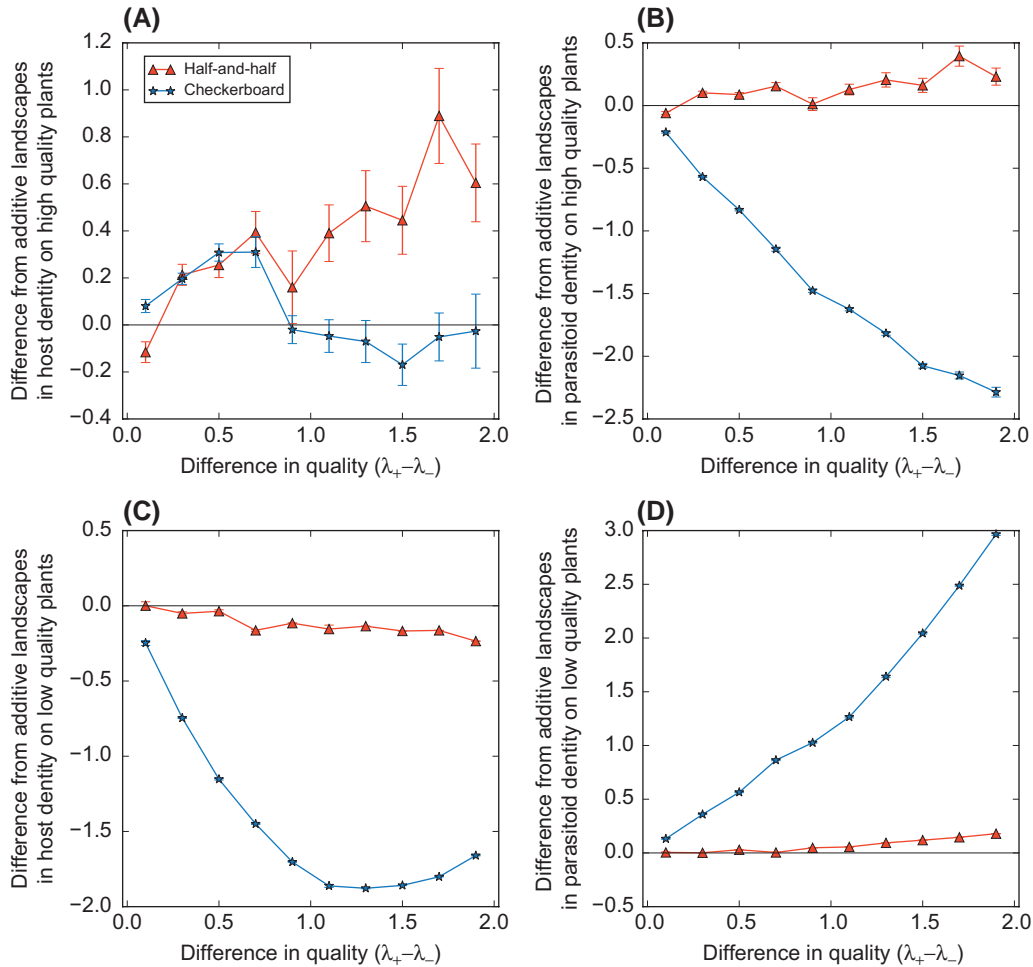 (A)
Difference from additive landscapes
in host dentity on high quality plants
1.2
1.0
0.8
0.6
0.4
0.2
0.0
−0.2
−0.4
Half-and-half
Checkerboard
0.0 0.5 1.0 1.5 2.0
Difference in quality (λ+−λ−)
(B)
Difference from additive landscapes
in parasitoid dentity on high quality plants
0.5
0.0
−0.5
−1.0
−1.5
−2.0
−2.5
0.0 0.5 1.0 1.5 2.0
Difference in quality (λ+−λ−)
(C)
Difference from additive landscapes
in host dentity on low quality plants
0.5
0.0
−0.5
−1.0
−1.5
−2.0
0.0 0.5 1.0 1.5 2.0
Difference in quality (λ+−λ−)
(D)
Difference from additive landscapes
in parasitoid dentity on low quality plants
3.0
2.5
2.0
1.5
1.0
0.5
0.0
−0.5
0.0 0.5 1.0 1.5 2.0
Difference in quality (λ+−λ−)